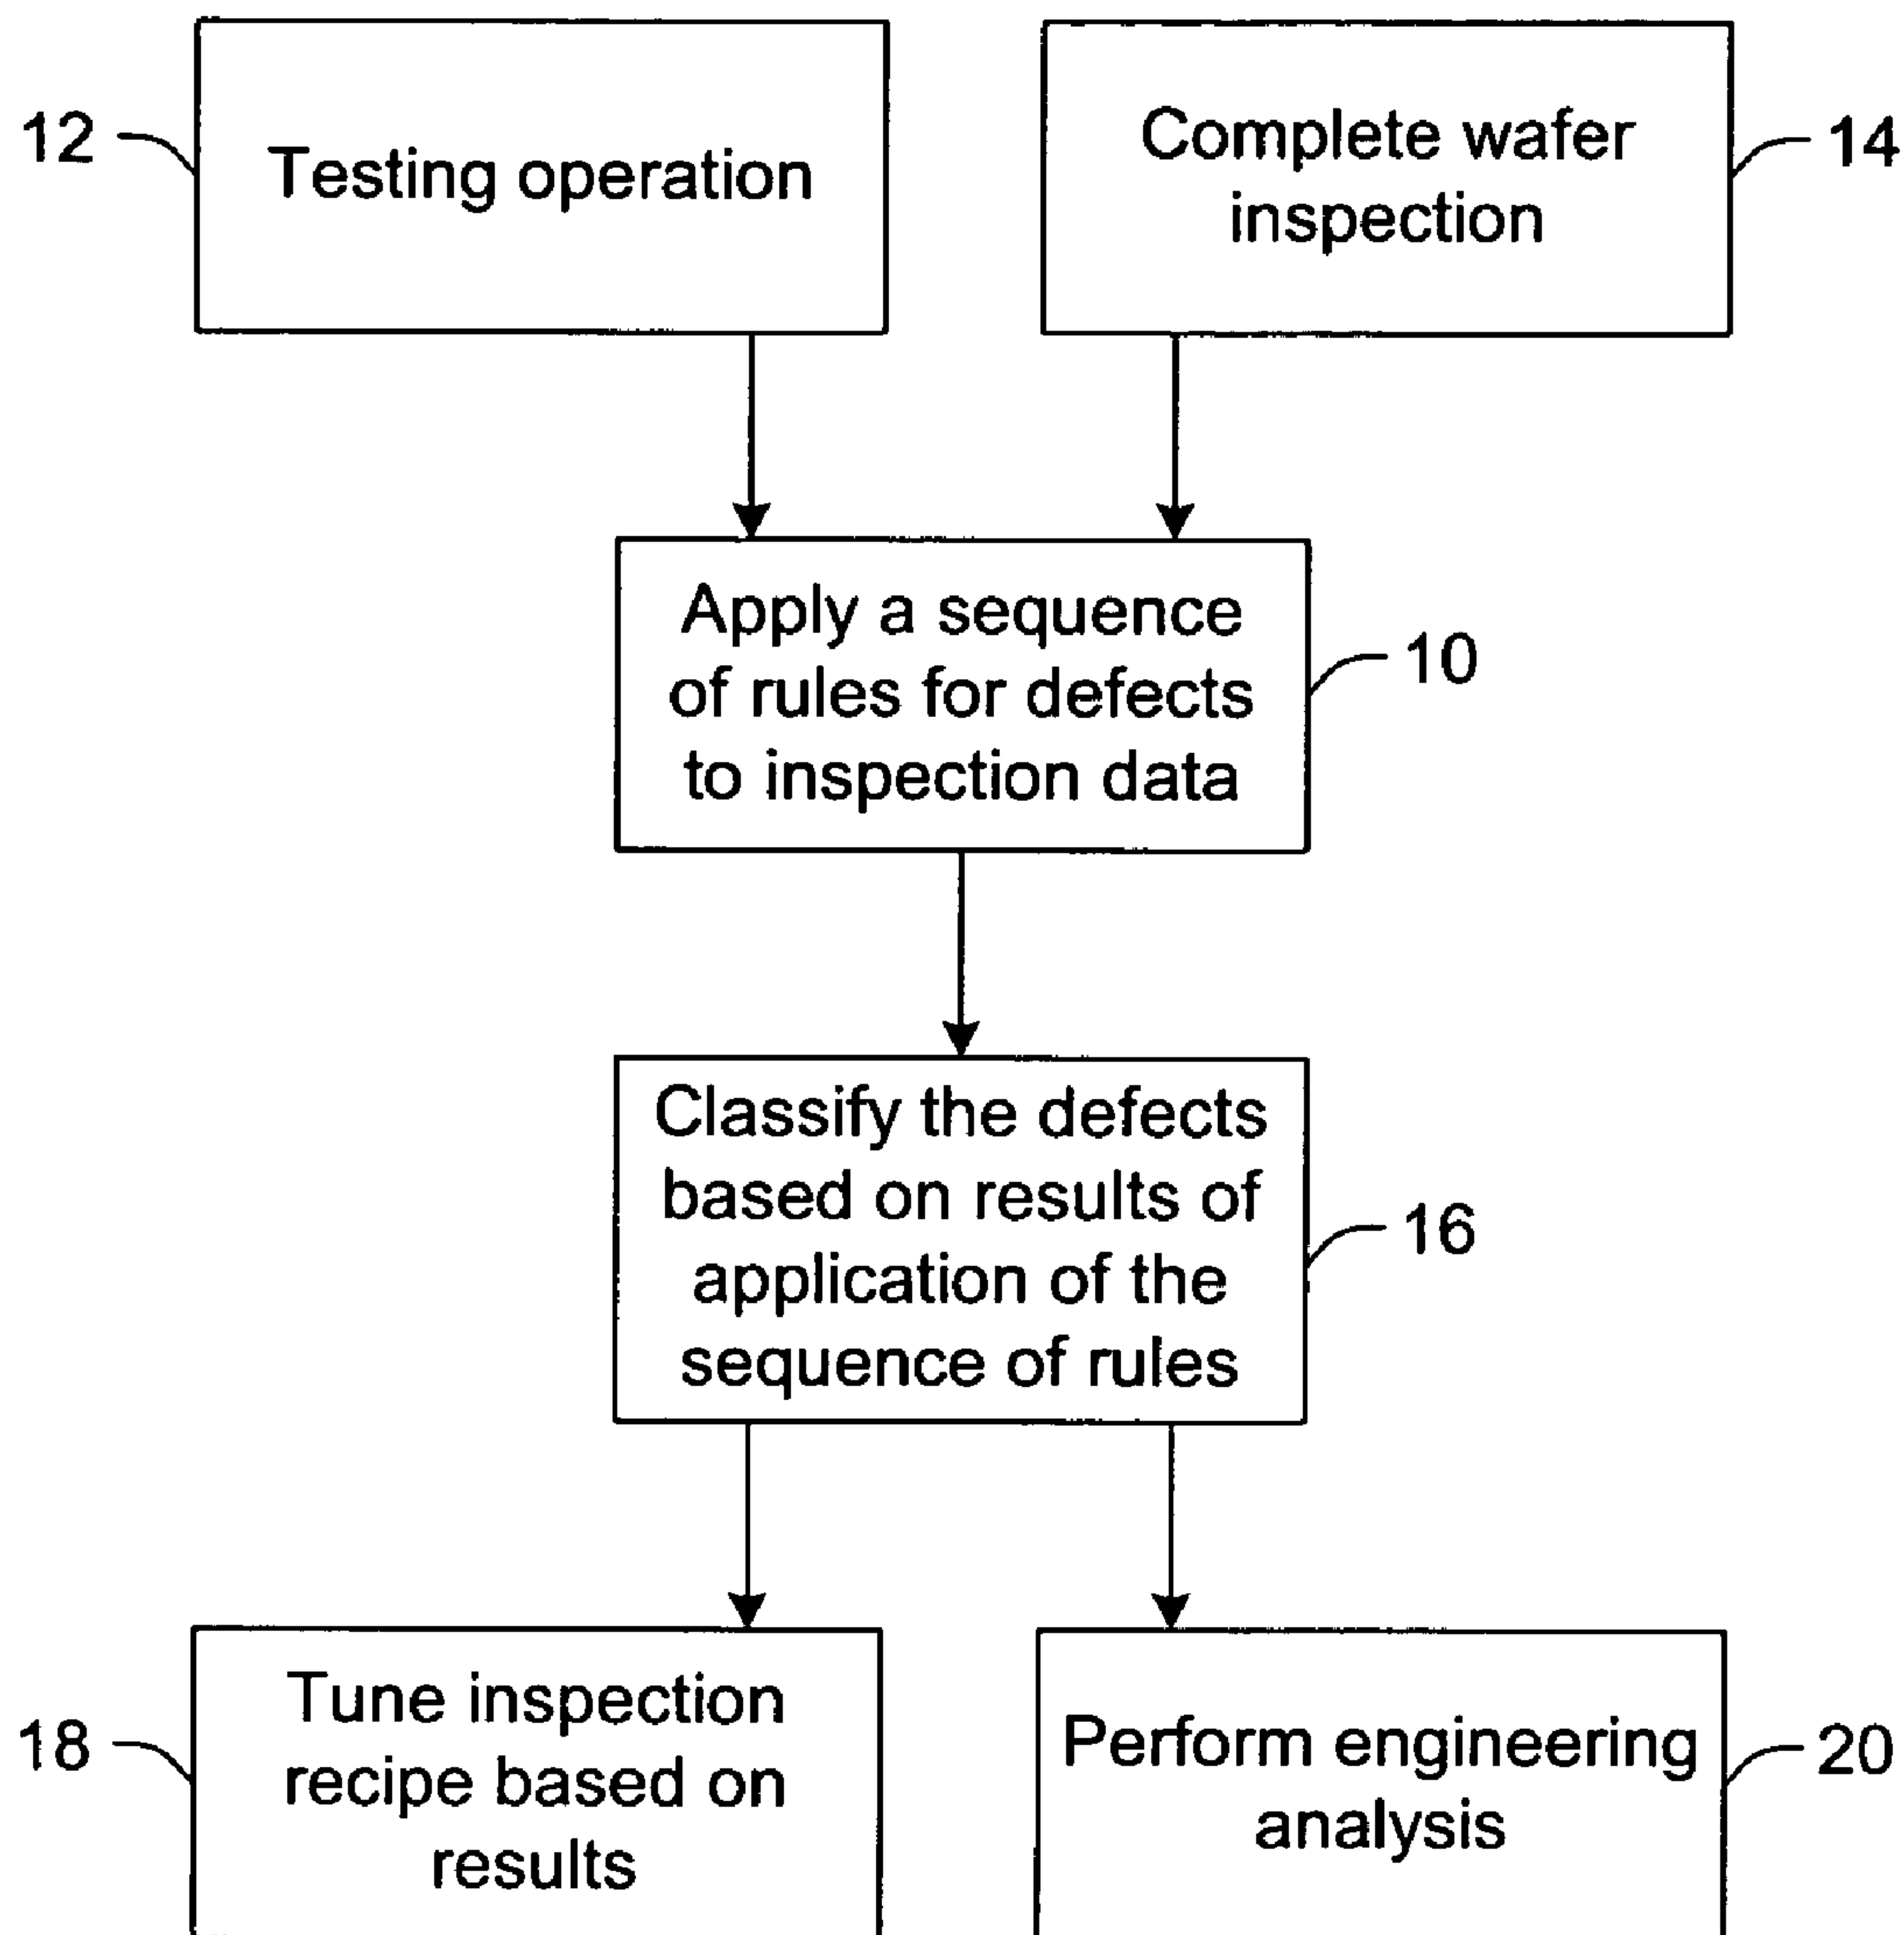 12
Testing operation
Complete wafer
inspection
14
Apply a sequence
of rules for defects
to inspection data
10
Classify the defects
based on results of
application of the
sequence of rules
16
18
Tune inspection
recipe based on
results
Perform engineering
analysis
20